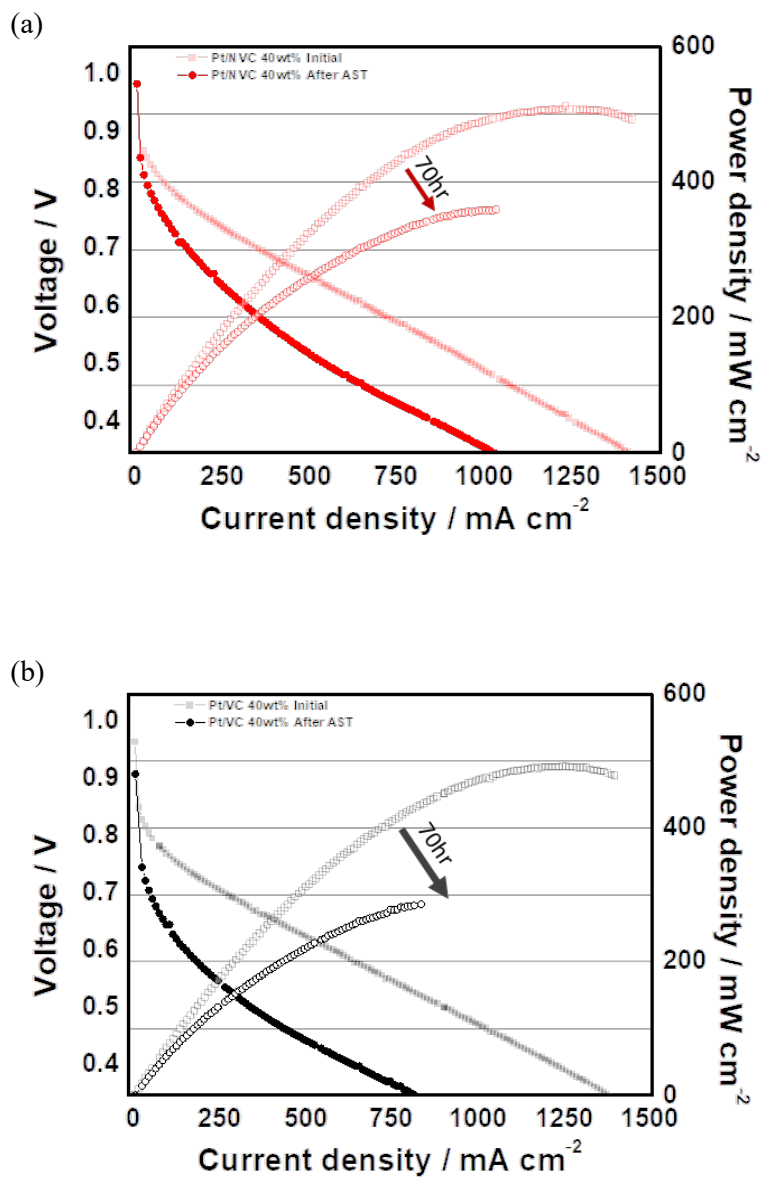 (a)
Pt/NVC 40wt% Initial
Pt/NVC 40wt% After AST
1.0
0.9
0.8
0.7
0.6
0.5
0.4
Voltage / V
600
400
200
0
Power density / mW cm⁻²
70hr
0 250 500 750 1000 1250 1500
Current density / mA cm⁻²
(b)
Pt/VC 40wt% Initial
Pt/VC 40wt% After AST
1.0
0.9
0.8
0.7
0.6
0.5
0.4
Voltage / V
600
400
200
0
Power density / mW cm⁻²
70hr
0 250 500 750 1000 1250 1500
Current density / mA cm⁻²